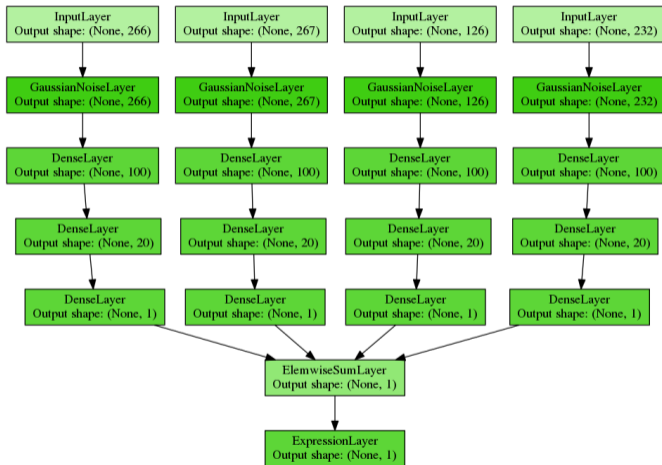 InputLayer
Output shape: (None, 266)
InputLayer
Output shape: (None, 267)
InputLayer
Output shape: (None, 126)
InputLayer
Output shape: (None, 232)
GaussianNoiseLayer
Output shape: (None, 266)
GaussianNoiseLayer
Output shape: (None, 267)
GaussianNoiseLayer
Output shape: (None, 126)
GaussianNoiseLayer
Output shape: (None, 232)
DenseLayer
Output shape: (None, 100)
DenseLayer
Output shape: (None, 100)
DenseLayer
Output shape: (None, 100)
DenseLayer
Output shape: (None, 100)
DenseLayer
Output shape: (None, 20)
DenseLayer
Output shape: (None, 20)
DenseLayer
Output shape: (None, 20)
DenseLayer
Output shape: (None, 20)
DenseLayer
Output shape: (None, 1)
DenseLayer
Output shape: (None, 1)
DenseLayer
Output shape: (None, 1)
DenseLayer
Output shape: (None, 1)
ElemwiseSumLayer
Output shape: (None, 1)
ExpressionLayer
Output shape: (None, 1)